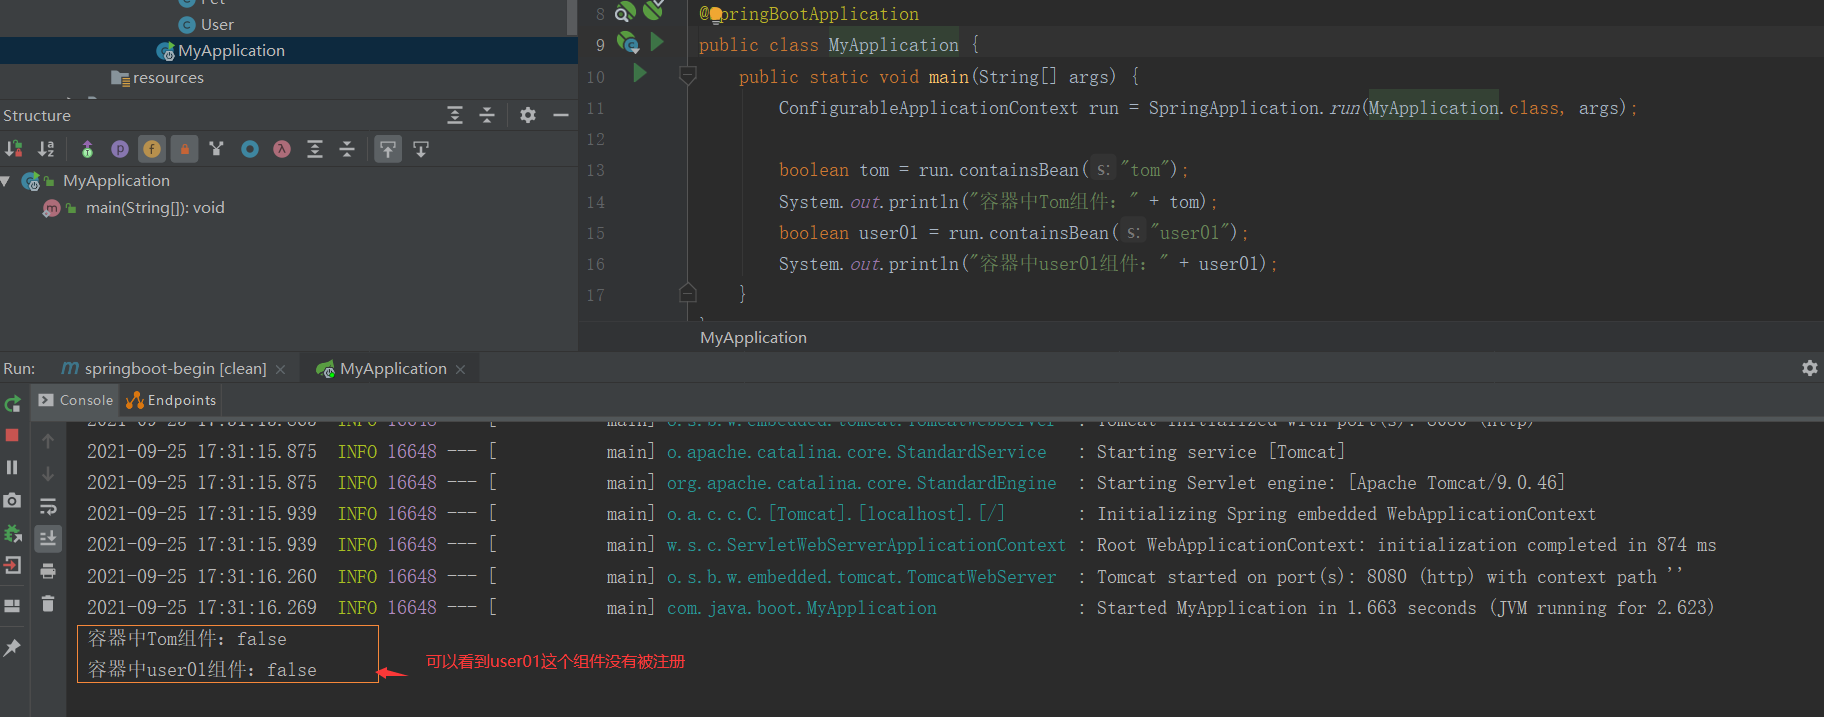 Pet
User
MyApplication
resources
Structure
MyApplication
main(String[]): void
8 @SpringBootApplication
9 public class MyApplication {
10 public static void main(String[] args) {
11 ConfigurableApplicationContext run = SpringApplication.run(MyApplication.class, args);
12
13 boolean tom = run.containsBean( s: "tom");
14 System.out.println("容器中Tom组件：" + tom);
15 boolean user01 = run.containsBean( s: "user01");
16 System.out.println("容器中user01组件：" + user01);
17 }
MyApplication
Run: springboot-begin [clean] × MyApplication ×
Console Endpoints
2021-09-25 17:31:15.865 INFO 16648 --- [ main] o.s.b.w.embedded.tomcat.TomcatWebServer : Tomcat initialized with port(s): 8080 (http)
2021-09-25 17:31:15.875 INFO 16648 --- [ main] o.apache.catalina.core.StandardService : Starting service [Tomcat]
2021-09-25 17:31:15.875 INFO 16648 --- [ main] org.apache.catalina.core.StandardEngine : Starting Servlet engine: [Apache Tomcat/9.0.46]
2021-09-25 17:31:15.939 INFO 16648 --- [ main] o.a.c.c.C.[Tomcat].[localhost].[/] : Initializing Spring embedded WebApplicationContext
2021-09-25 17:31:15.939 INFO 16648 --- [ main] w.s.c.ServletWebServerApplicationContext : Root WebApplicationContext: initialization completed in 874 ms
2021-09-25 17:31:16.260 INFO 16648 --- [ main] o.s.b.w.embedded.tomcat.TomcatWebServer : Tomcat started on port(s): 8080 (http) with context path ''
2021-09-25 17:31:16.269 INFO 16648 --- [ main] com.java.boot.MyApplication : Started MyApplication in 1.663 seconds (JVM running for 2.623)
容器中Tom组件：false
容器中user01组件：false
可以看到user01这个组件没有被注册